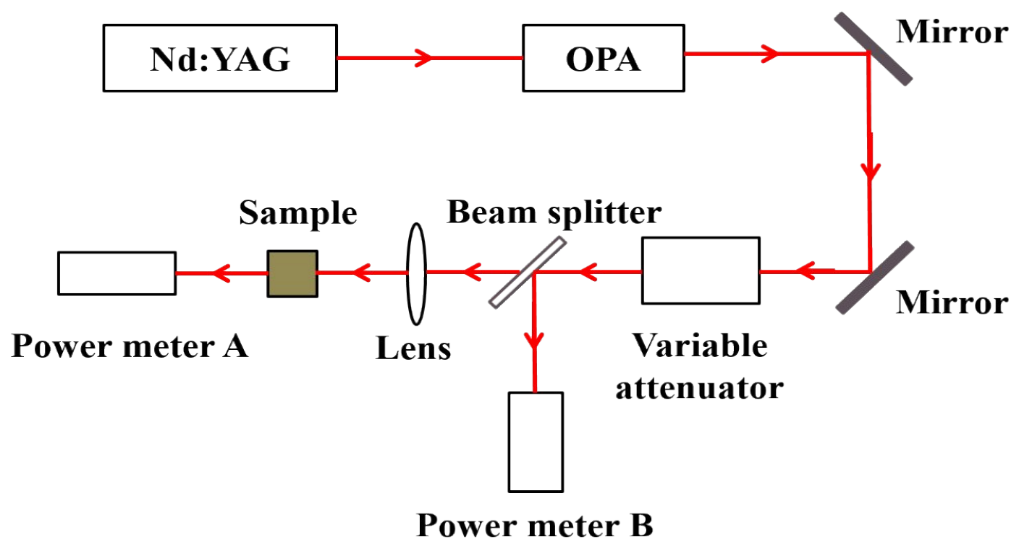 Nd:YAG
OPA
Mirror
Sample
Beam splitter
Mirror
Power meter A
Lens
Variable
attenuator
Power meter B